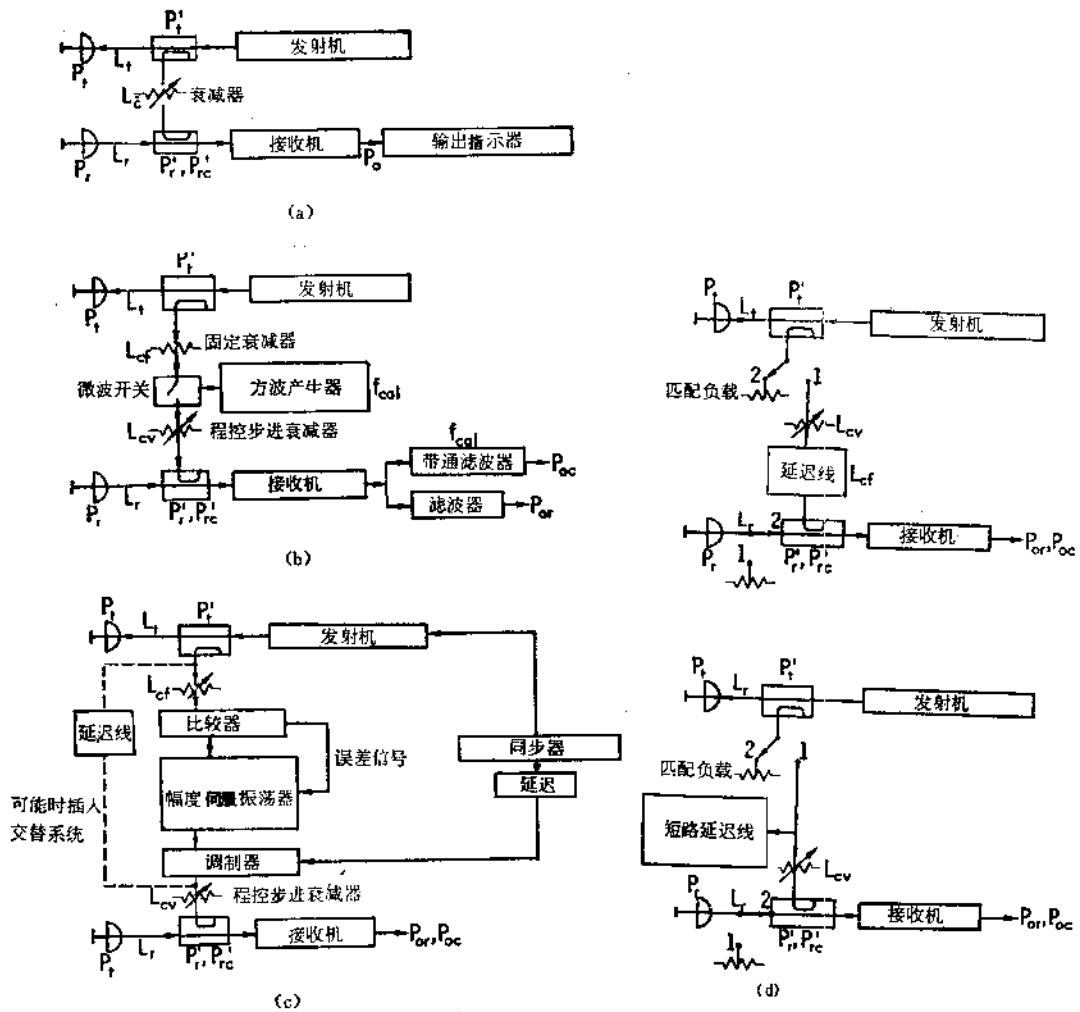 P't
发射机
Pt
Lt
Lc
衰减器
接收机
输出指示器
Pr
Lr
P'r, P'rc
Po
(a)
P't
发射机
Pt
Lt
Lcf
固定衰减器
微波开关
方波产生器
fcal
Lcv
程控步进衰减器
fcal
带通滤波器
Poc
接收机
滤波器
Por
Pr
Lr
P'r, P'rc
(b)
Pt
Lt
P't
发射机
Lcf
比较器
延迟线
误差信号
同步器
延迟
幅度伺服振荡器
可能时插入
交替系统
调制器
Lcv
程控步进衰减器
接收机
Por, Poc
Pt
Lr
P'r, P'rc
(c)
Pt
Lt
P't
发射机
2
1
匹配负载
Lcv
延迟线
Lcf
Lr
2
接收机
Por, Poc
Pr
1
P'r, P'rc
Pt
Lr
P't
发射机
2
1
匹配负载
短路延迟线
Lcv
Pr
Lr
2
接收机
Por, Poc
1
P'r, P'rc
(d)